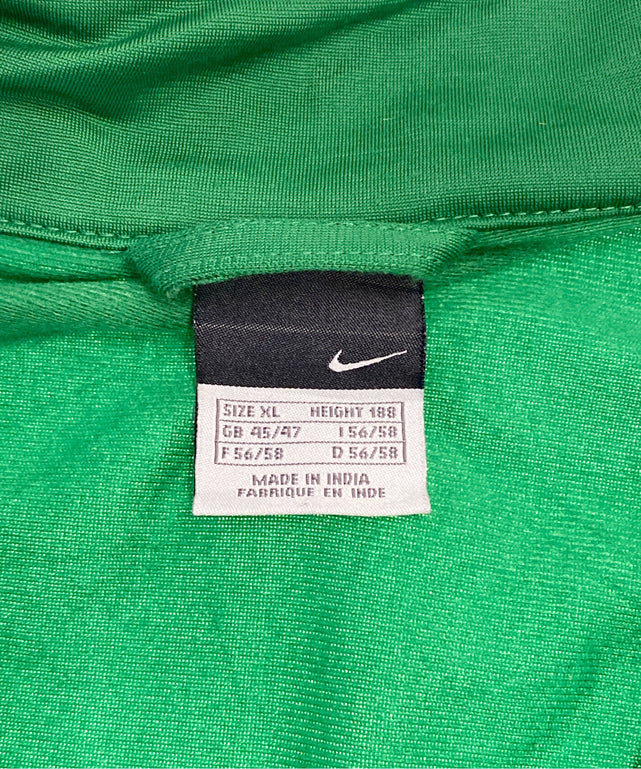 SIZE XL HEIGHT 188
GB 45/47 I 56/58
F 56/58 D 56/58
MADE IN INDIA
FABRIQUE EN INDE